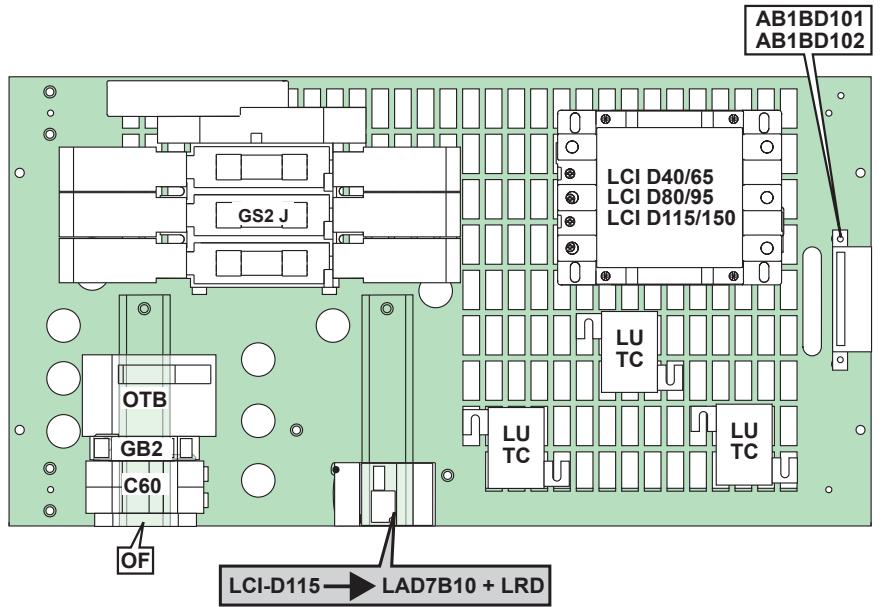 AB1BD101
AB1BD102
LCI D40/65
LCI D80/95
LCI D115/150
GS2 J
LU
TC
OTB
LU
TC
LU
TC
GB2
C60
OF
LCI-D115 LAD7B10 + LRD